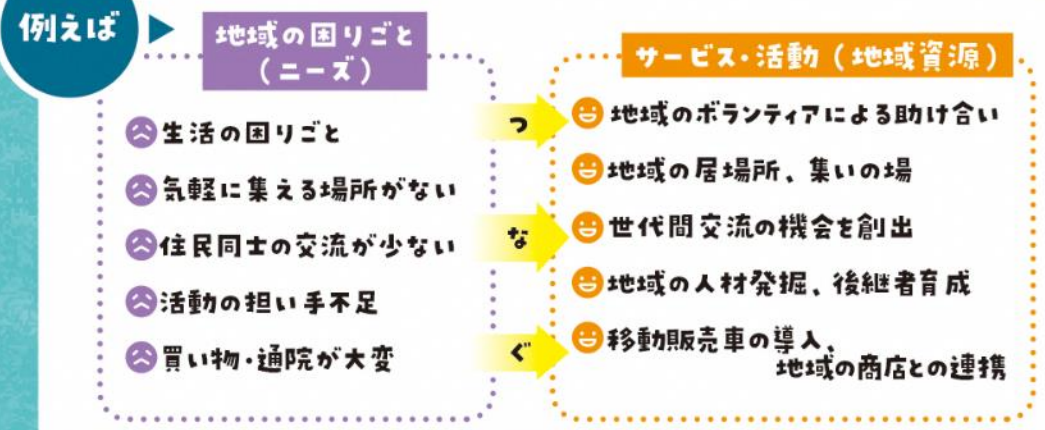 例えば
地域の困りごと
（ニーズ）
生活の困りごと
気軽に集える場所がない
住民同士の交流が少ない
活動の担い手不足
買い物・通院が大変
つ
な
ぐ
サービス・活動（地域資源）
地域のボランティアによる助け合い
地域の居場所、集いの場
世代間交流の機会を創出
地域の人材発掘、後継者育成
移動販売車の導入、
地域の商店との連携